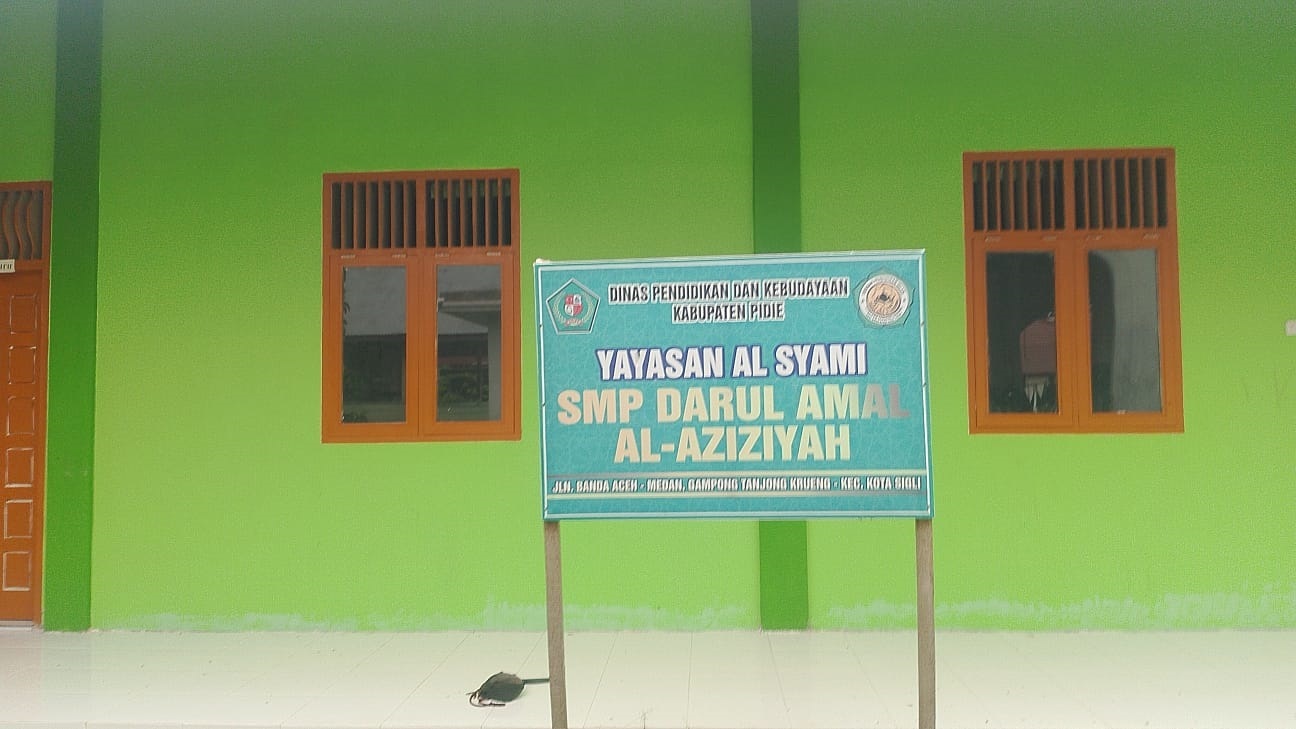 DINAS PENDIDIKAN DAN KEBUDAYAAN
KABUPATEN PIDIE
YAYASAN AL SYAMI
SMP DARUL AMAL
AL-AZIZIYAH
JLN. BANDA ACEH - MEDAN, GAMPONG TANJONG KRUENG - KEC. KOTA SIGLI